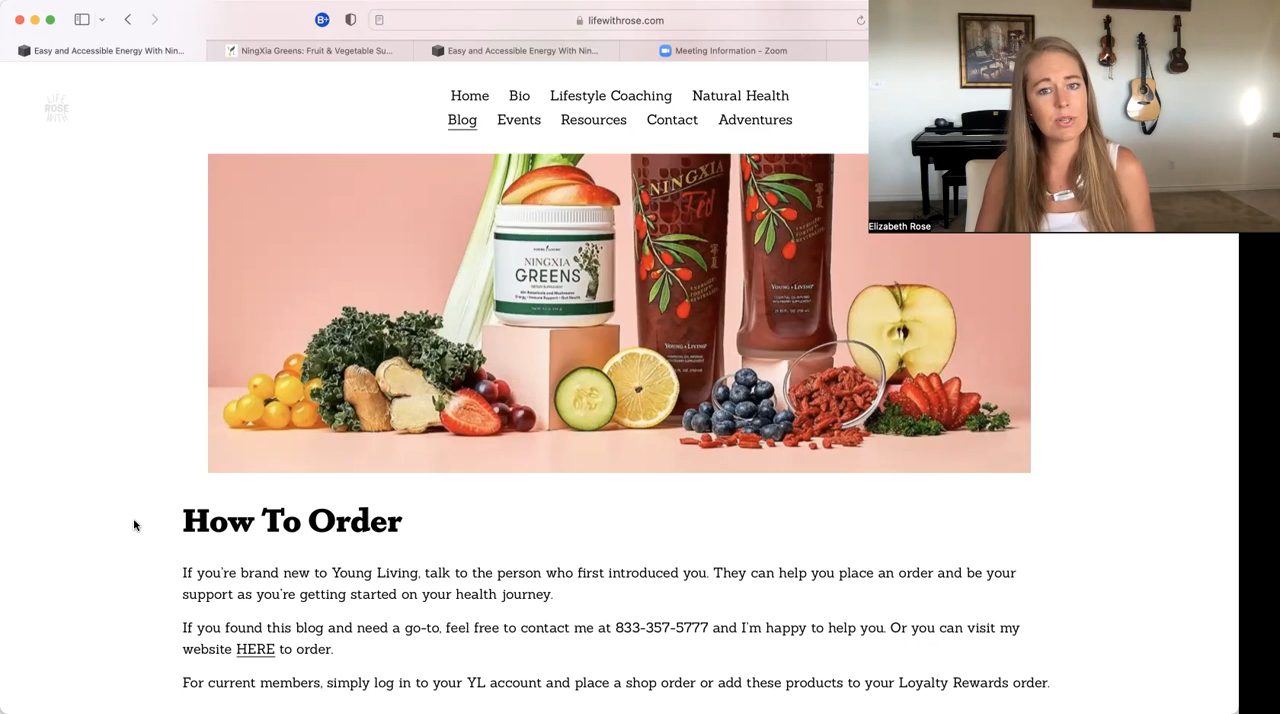 lifewithrose.com
Easy and Accessible Energy With Nin...
NingXia Greens: Fruit & Vegetable Su...
Easy and Accessible Energy With Nin...
Meeting Information - Zoom
LIFE
ROSE
Home Bio Lifestyle Coaching Natural Health
Blog Events Resources Contact Adventures
Elizabeth Rose
NINGXIA
Red
YOUNG LIVING
NINGXIA
GREENS
YOUNG LIVING
YOUNG LIVING
How To Order
If you're brand new to Young Living, talk to the person who first introduced you. They can help you place an order and be your
support as you're getting started on your health journey.
If you found this blog and need a go-to, feel free to contact me at 833-357-5777 and I'm happy to help you. Or you can visit my
website HERE to order.
For current members, simply log in to your YL account and place a shop order or add these products to your Loyalty Rewards order.